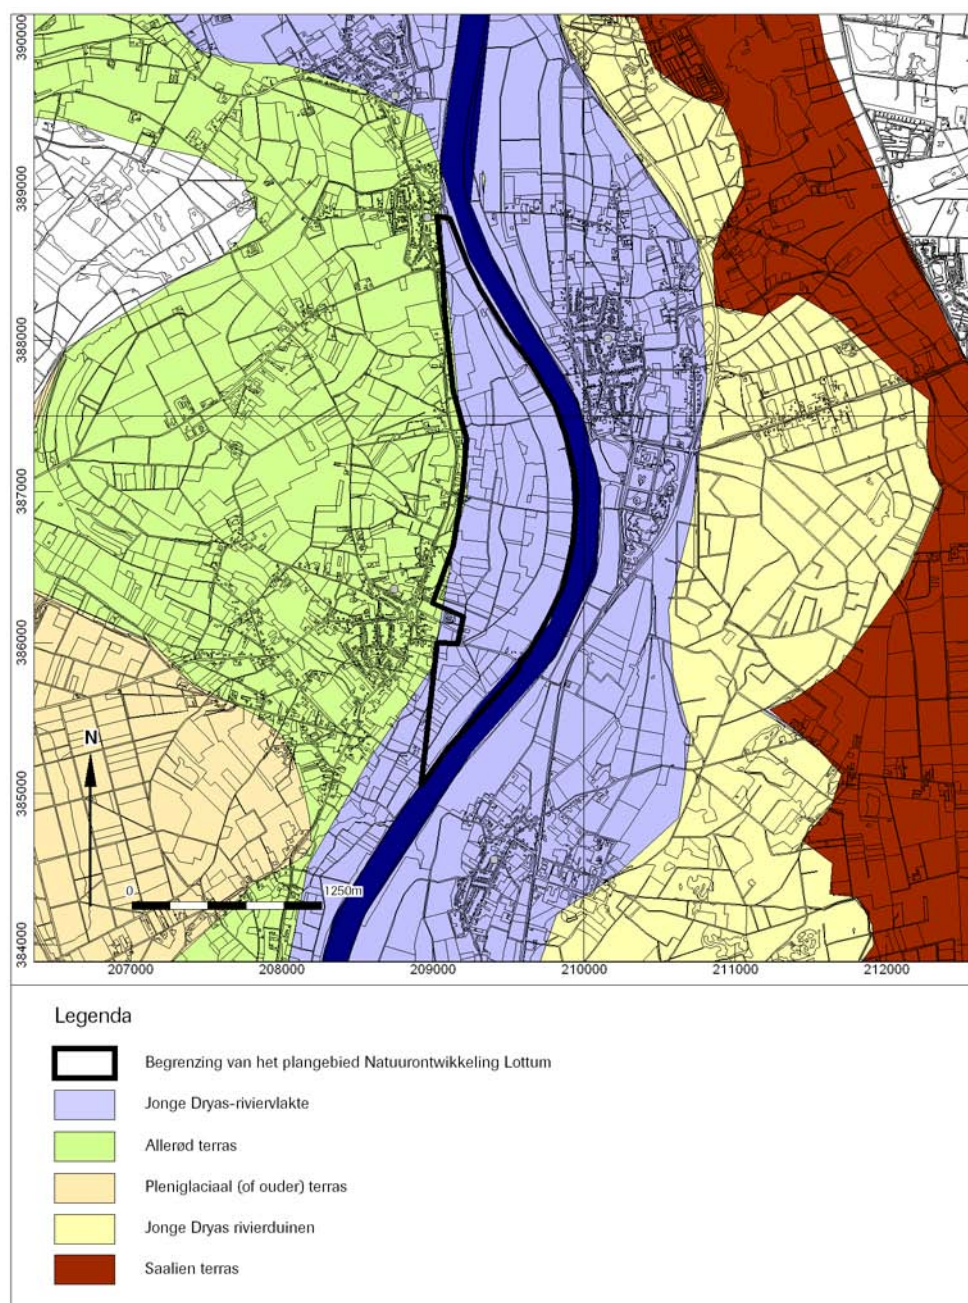 390000
389000
388000
387000
386000
385000
384000
N
0
1250m
207000
208000
209000
210000
211000
212000
Legenda
Begrenzing van het plangebied Natuurontwikkeling Lottum
Jonge Dryas-riviervlakte
Allerød terras
Pleniglaciaal (of ouder) terras
Jonge Dryas rivierduinen
Saalien terras